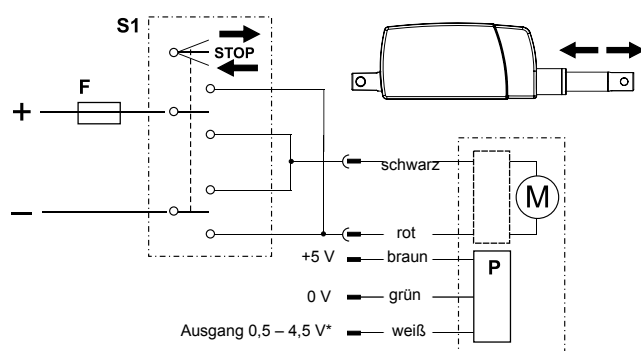 S1
STOP
F
+
–
schwarz
M
rot
+5 V braun
P
0 V grün
Ausgang 0,5 – 4,5 V* weiß